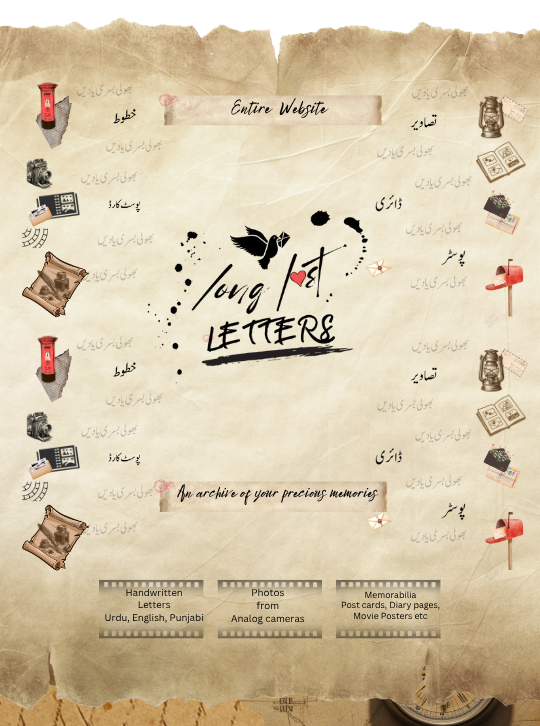 Entire Website
بھولی بسری یادیں
خطوط
بھولی بسری یادیں
بھولی بسری یادیں
پوسٹ کارڈ
بھولی بسری یادیں
بھولی بسری یادیں
بھولی بسری یادیں
تصاویر
بھولی بسری یادیں
بھولی بسری یادیں
ڈائری
بھولی بسری یادیں
پوسٹر
بھولی بسری یادیں
long lost
LETTERS
بھولی بسری یادیں
خطوط
بھولی بسری یادیں
بھولی بسری یادیں
پوسٹ کارڈ
بھولی بسری یادیں
بھولی بسری یادیں
بھولی بسری یادیں
تصاویر
بھولی بسری یادیں
بھولی بسری یادیں
ڈائری
بھولی بسری یادیں
پوسٹر
بھولی بسری یادیں
An archive of your precious memories
Handwritten
Letters
Urdu, English, Punjabi
Photos
from
Analog cameras
Memorabilia
Post cards, Diary pages,
Movie Posters etc